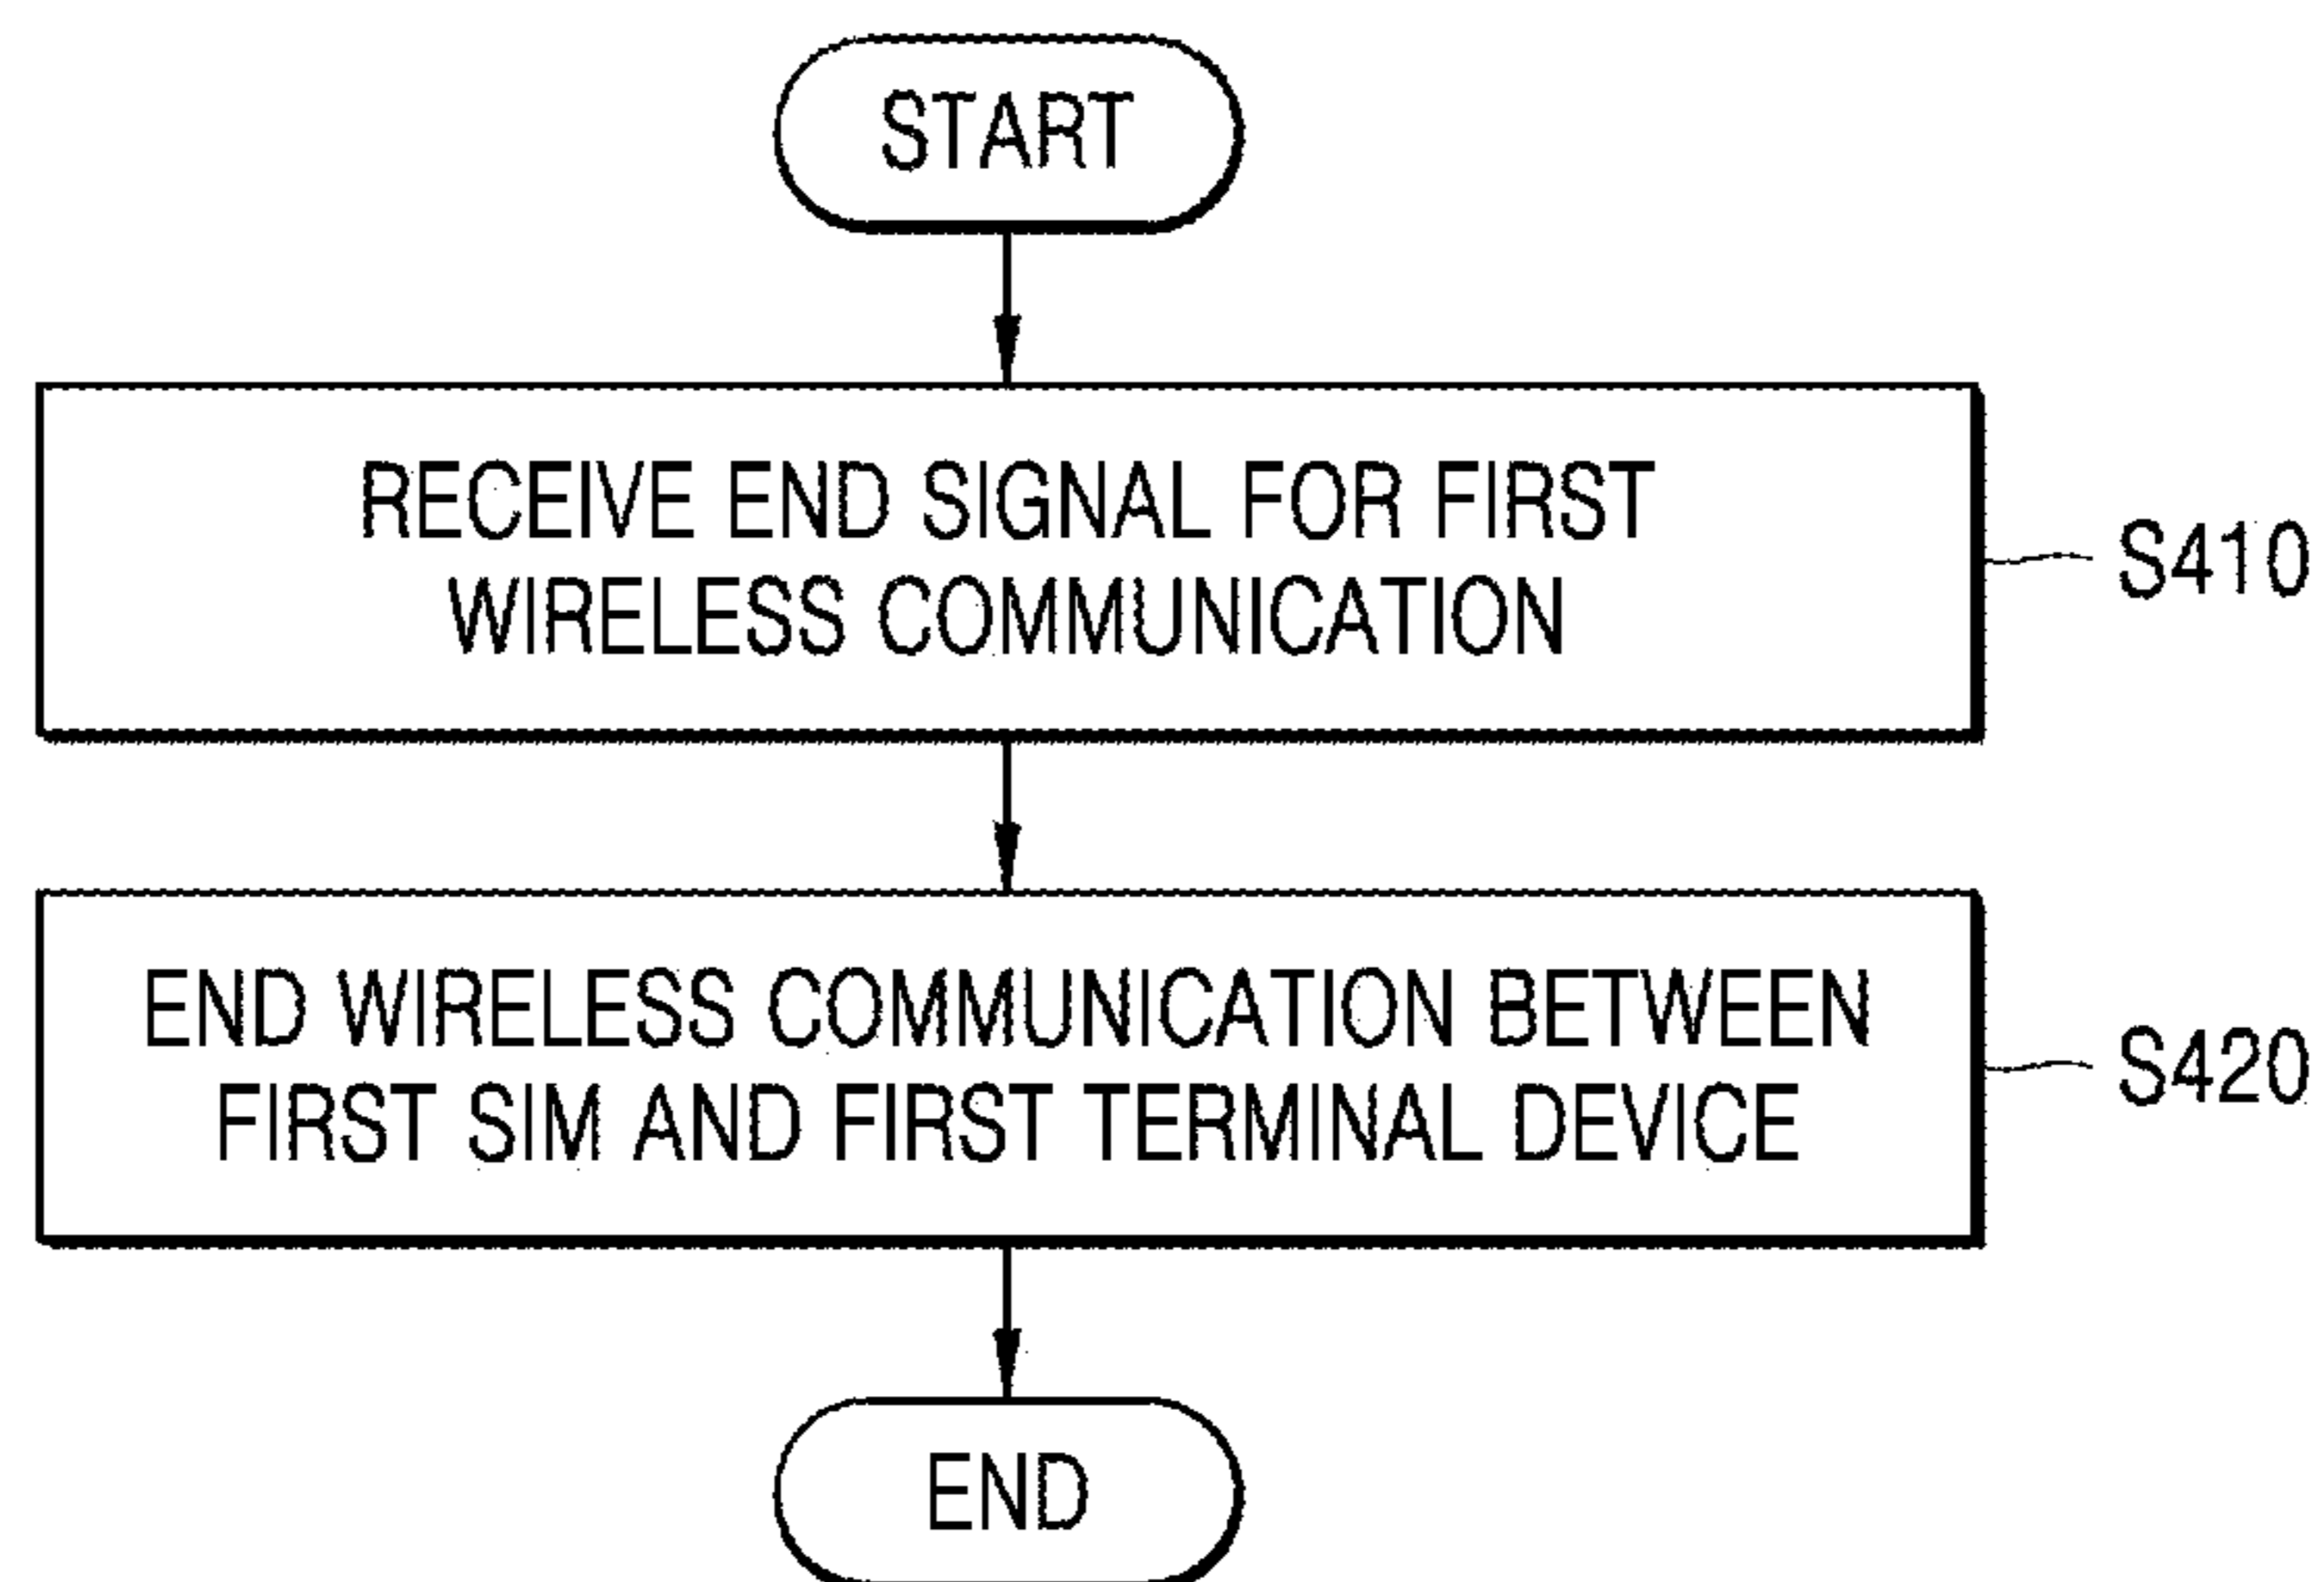 START
RECEIVE END SIGNAL FOR FIRST
WIRELESS COMMUNICATION
S410
END WIRELESS COMMUNICATION BETWEEN
FIRST SIM AND FIRST TERMINAL DEVICE
S420
END